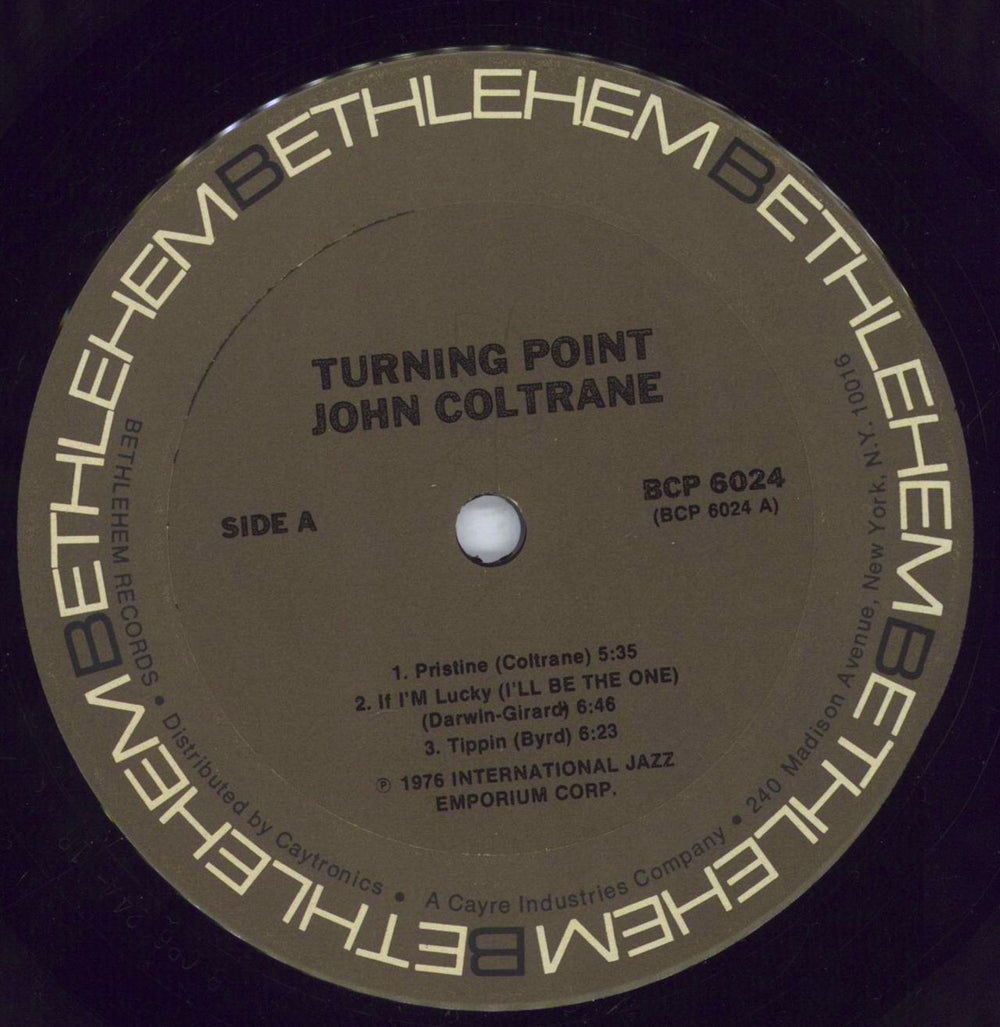 BETHLEHEM BETHLEHEM BETHLEHEM BETHLEHEM BETHLEHEM
TURNING POINT
JOHN COLTRANE
SIDE A
BCP 6024
(BCP 6024 A)
1. Pristine (Coltrane) 5:35
2. If I'M Lucky (I'LL BE THE ONE)
(Darwin-Girard) 6:46
3. Tippin (Byrd) 6:23
℗ 1976 INTERNATIONAL JAZZ
EMPORIUM CORP.
BETHLEHEM RECORDS • Distributed by Caytronics • A Cayre Industries Company • 240 Madison Avenue, New York, N.Y. 10016